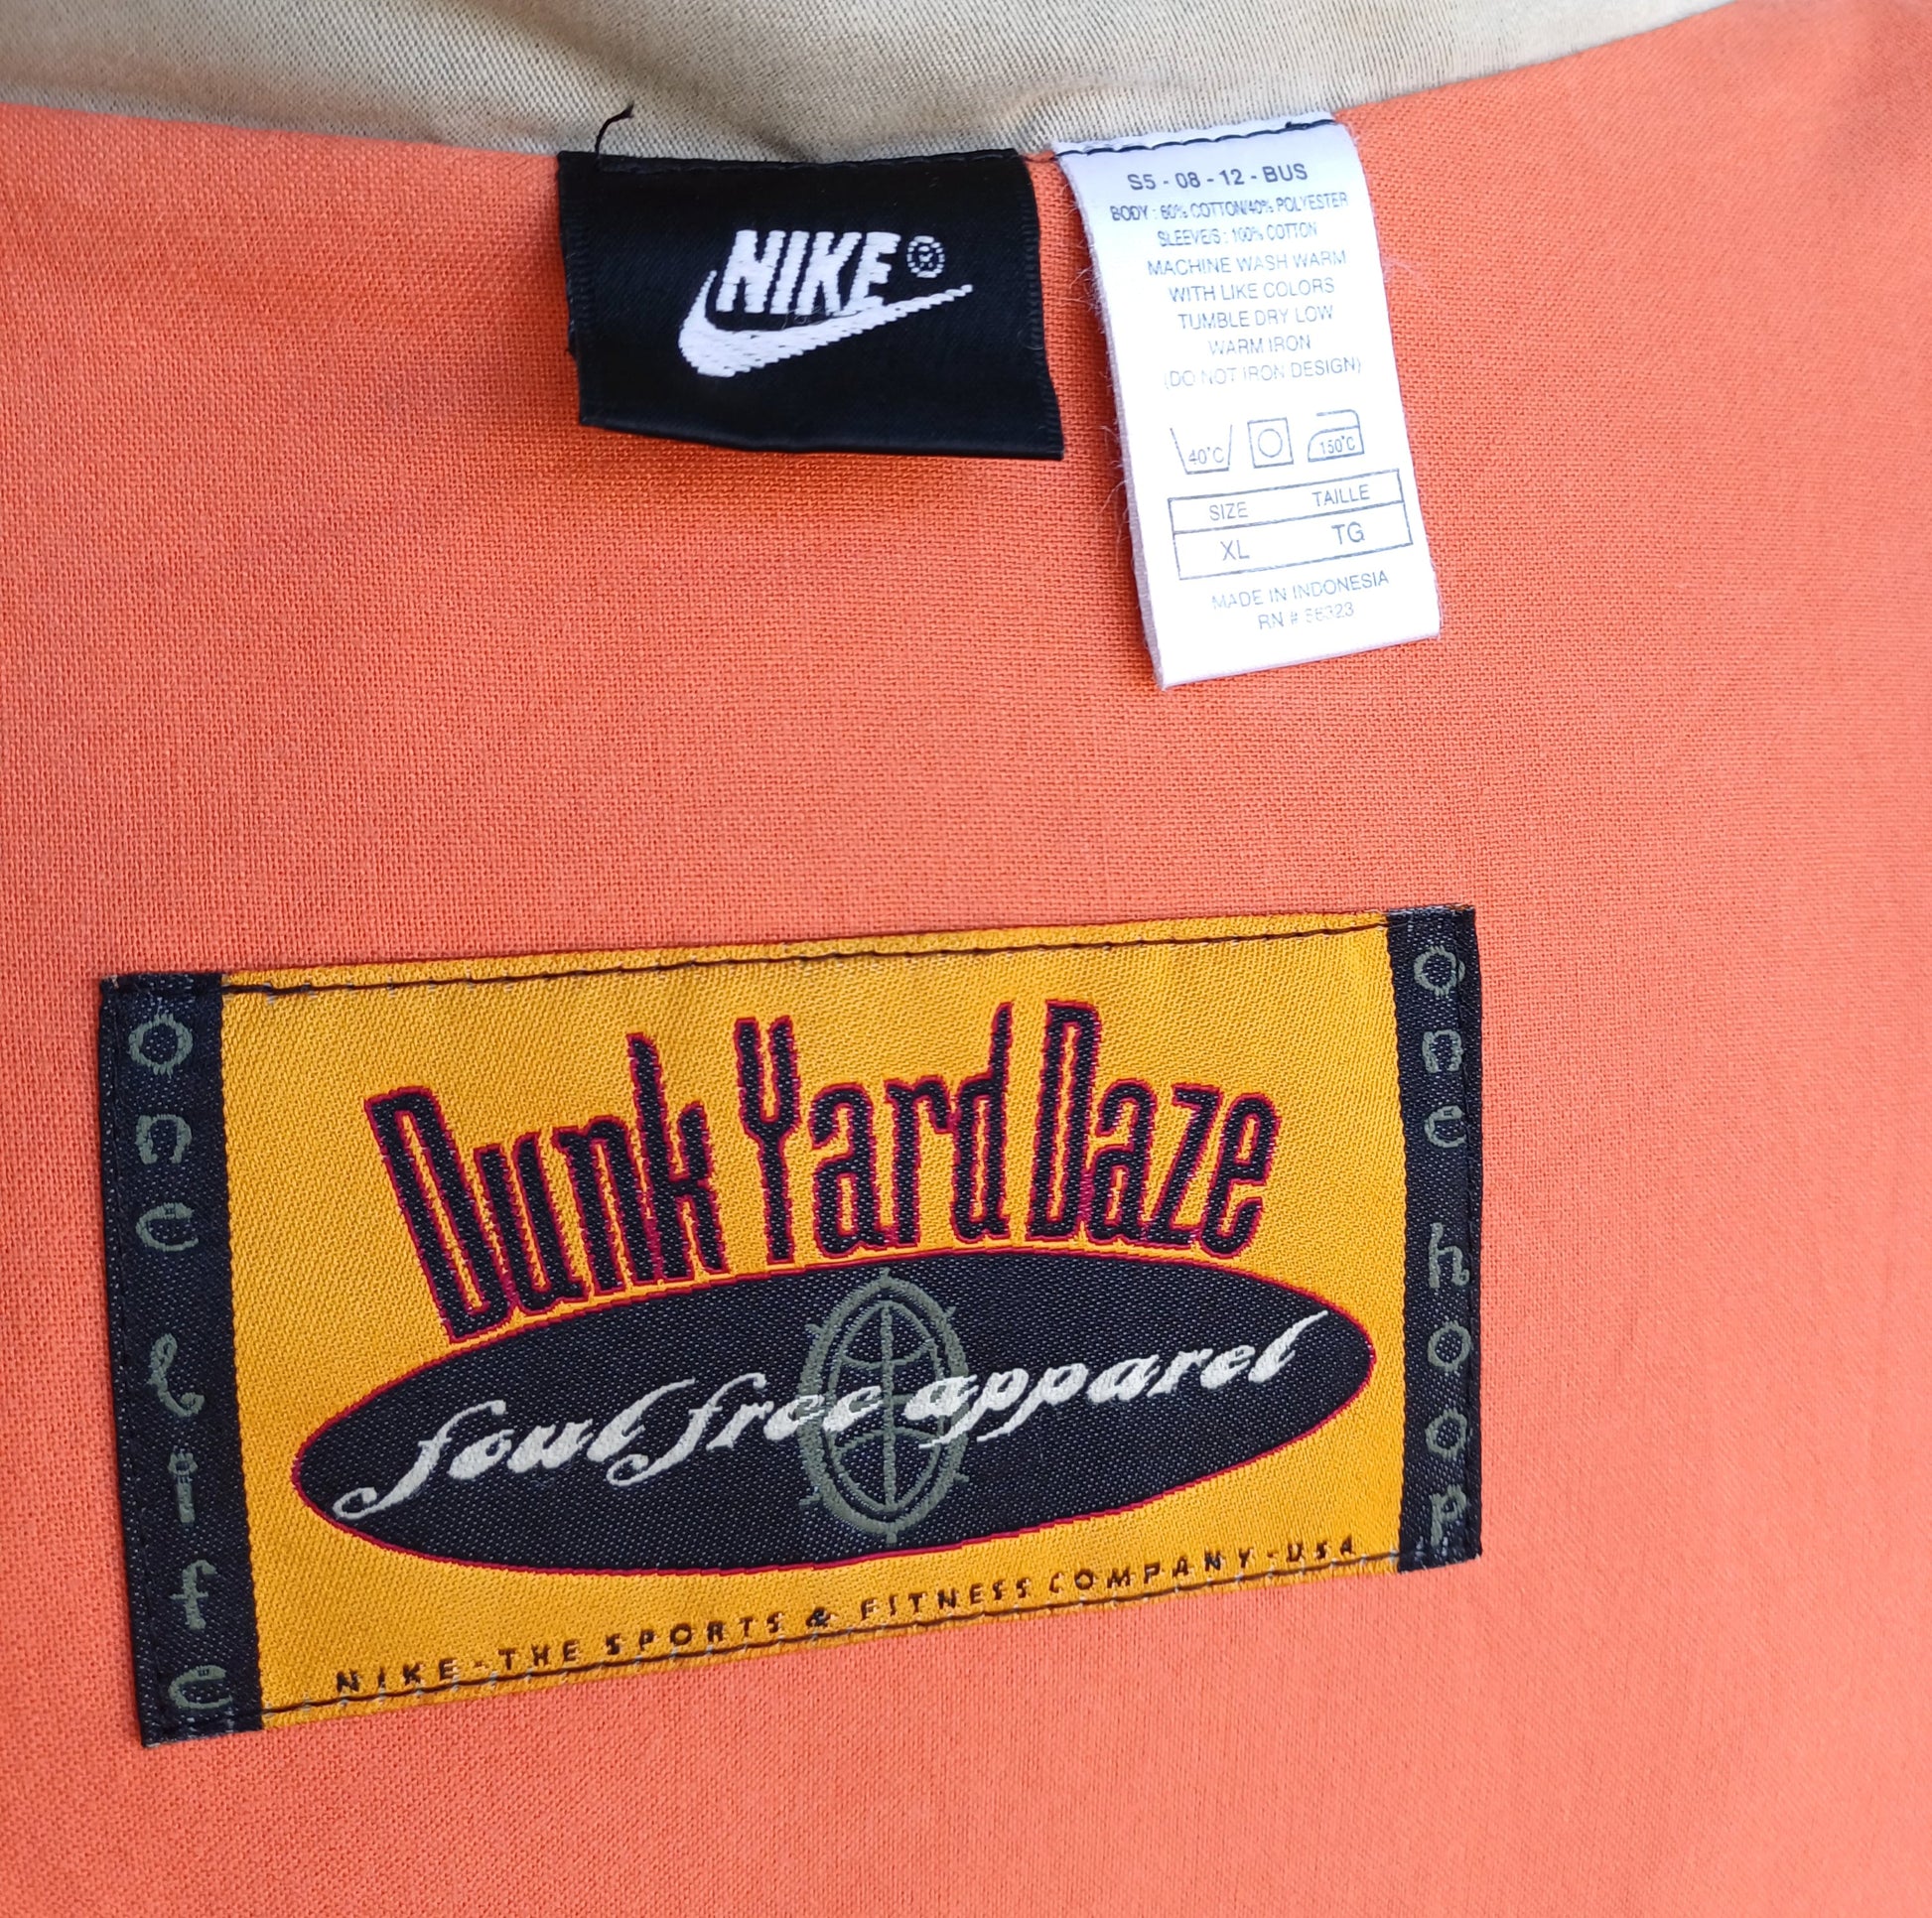 NIKE®
S5 - 08 - 12 - BUS
BODY : 60% COTTON/40% POLYESTER
SLEEVE/S : 100% COTTON
MACHINE WASH WARM
WITH LIKE COLORS
TUMBLE DRY LOW
WARM IRON
(DO NOT IRON DESIGN)
40°C 150°C
SIZE TAILLE
XL TG
MADE IN INDONESIA
RN #
one life
Dunk Yard Daze
foul free apparel
NIKE-THE SPORTS & FITNESS COMPANY-USA
one hoop